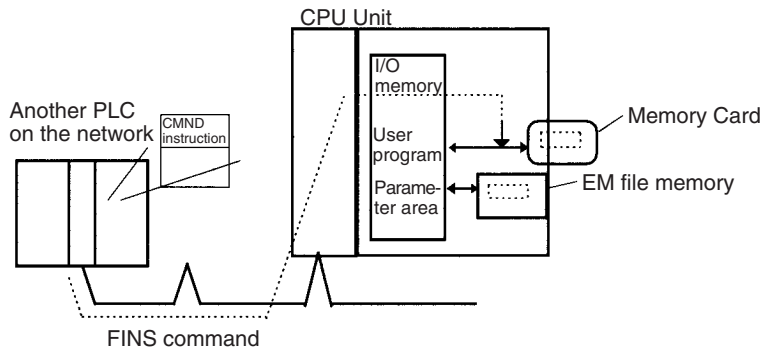 CPU Unit
I/O
memory
Another PLC
on the network
CMND
instruction
Memory Card
User
program
Parame-
ter area
EM file memory
FINS command